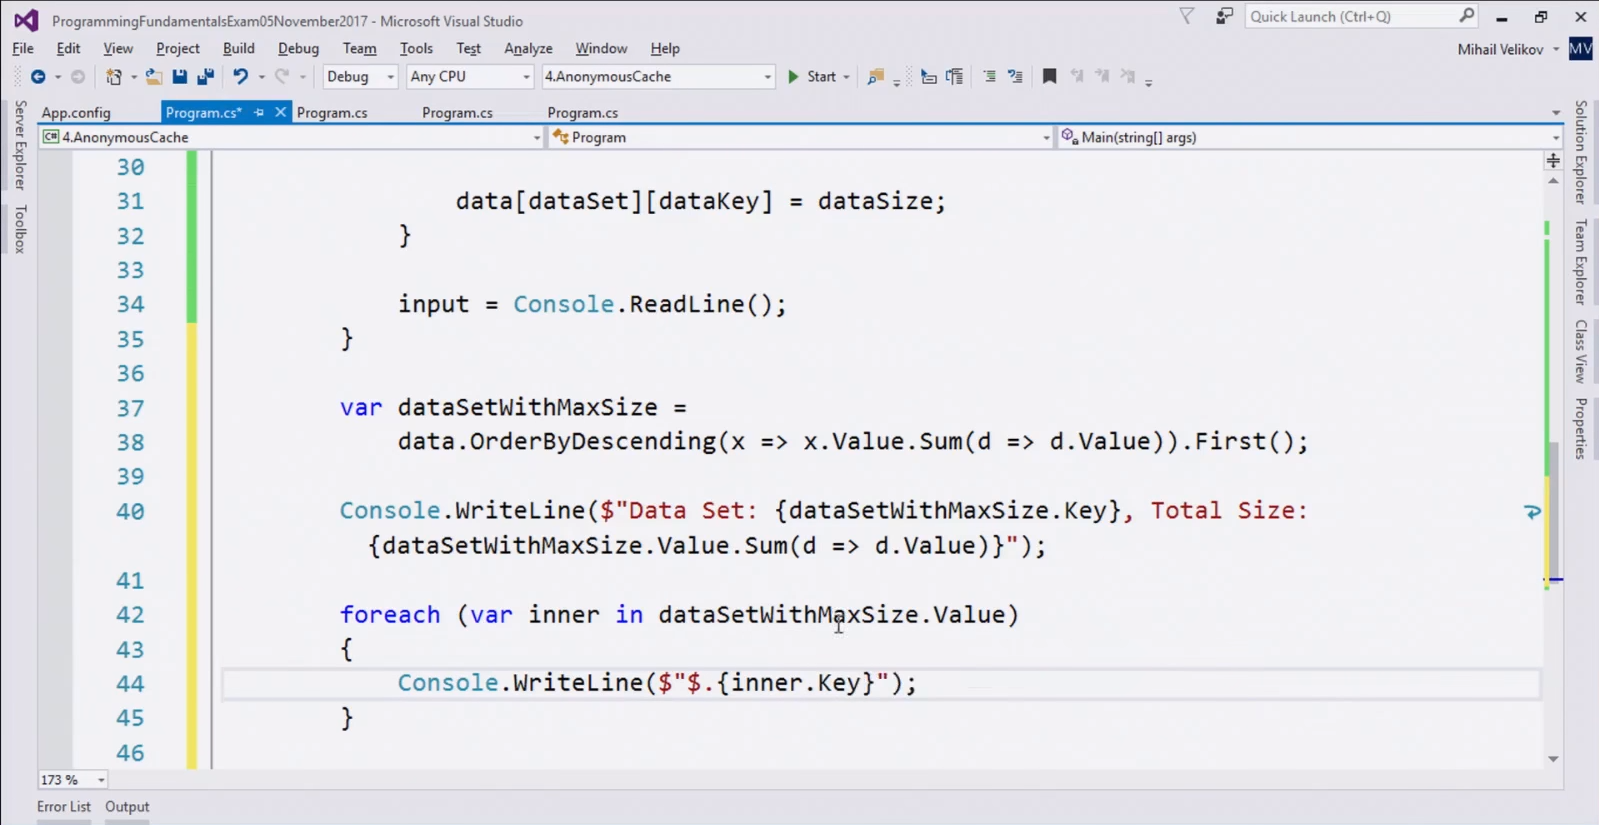 ProgrammingFundamentalsExam05November2017 - Microsoft Visual Studio
Quick Launch (Ctrl+Q)
File Edit View Project Build Debug Team Tools Test Analyze Window Help
Mihail Velikov MV
Debug Any CPU 4.AnonymousCache Start
App.config Program.cs* Program.cs Program.cs Program.cs
C# 4.AnonymousCache Program Main(string[] args)
Server Explorer
Toolbox
30
31 data[dataSet][dataKey] = dataSize;
32 }
33
34 input = Console.ReadLine();
35 }
36
37 var dataSetWithMaxSize =
38 data.OrderByDescending(x => x.Value.Sum(d => d.Value)).First();
39
40 Console.WriteLine($"Data Set: {dataSetWithMaxSize.Key}, Total Size:
{dataSetWithMaxSize.Value.Sum(d => d.Value)}");
41
42 foreach (var inner in dataSetWithMaxSize.Value)
43 {
44 Console.WriteLine($"$.{inner.Key}");
45 }
46
Solution Explorer
Team Explorer
Class View
Properties
173 %
Error List Output